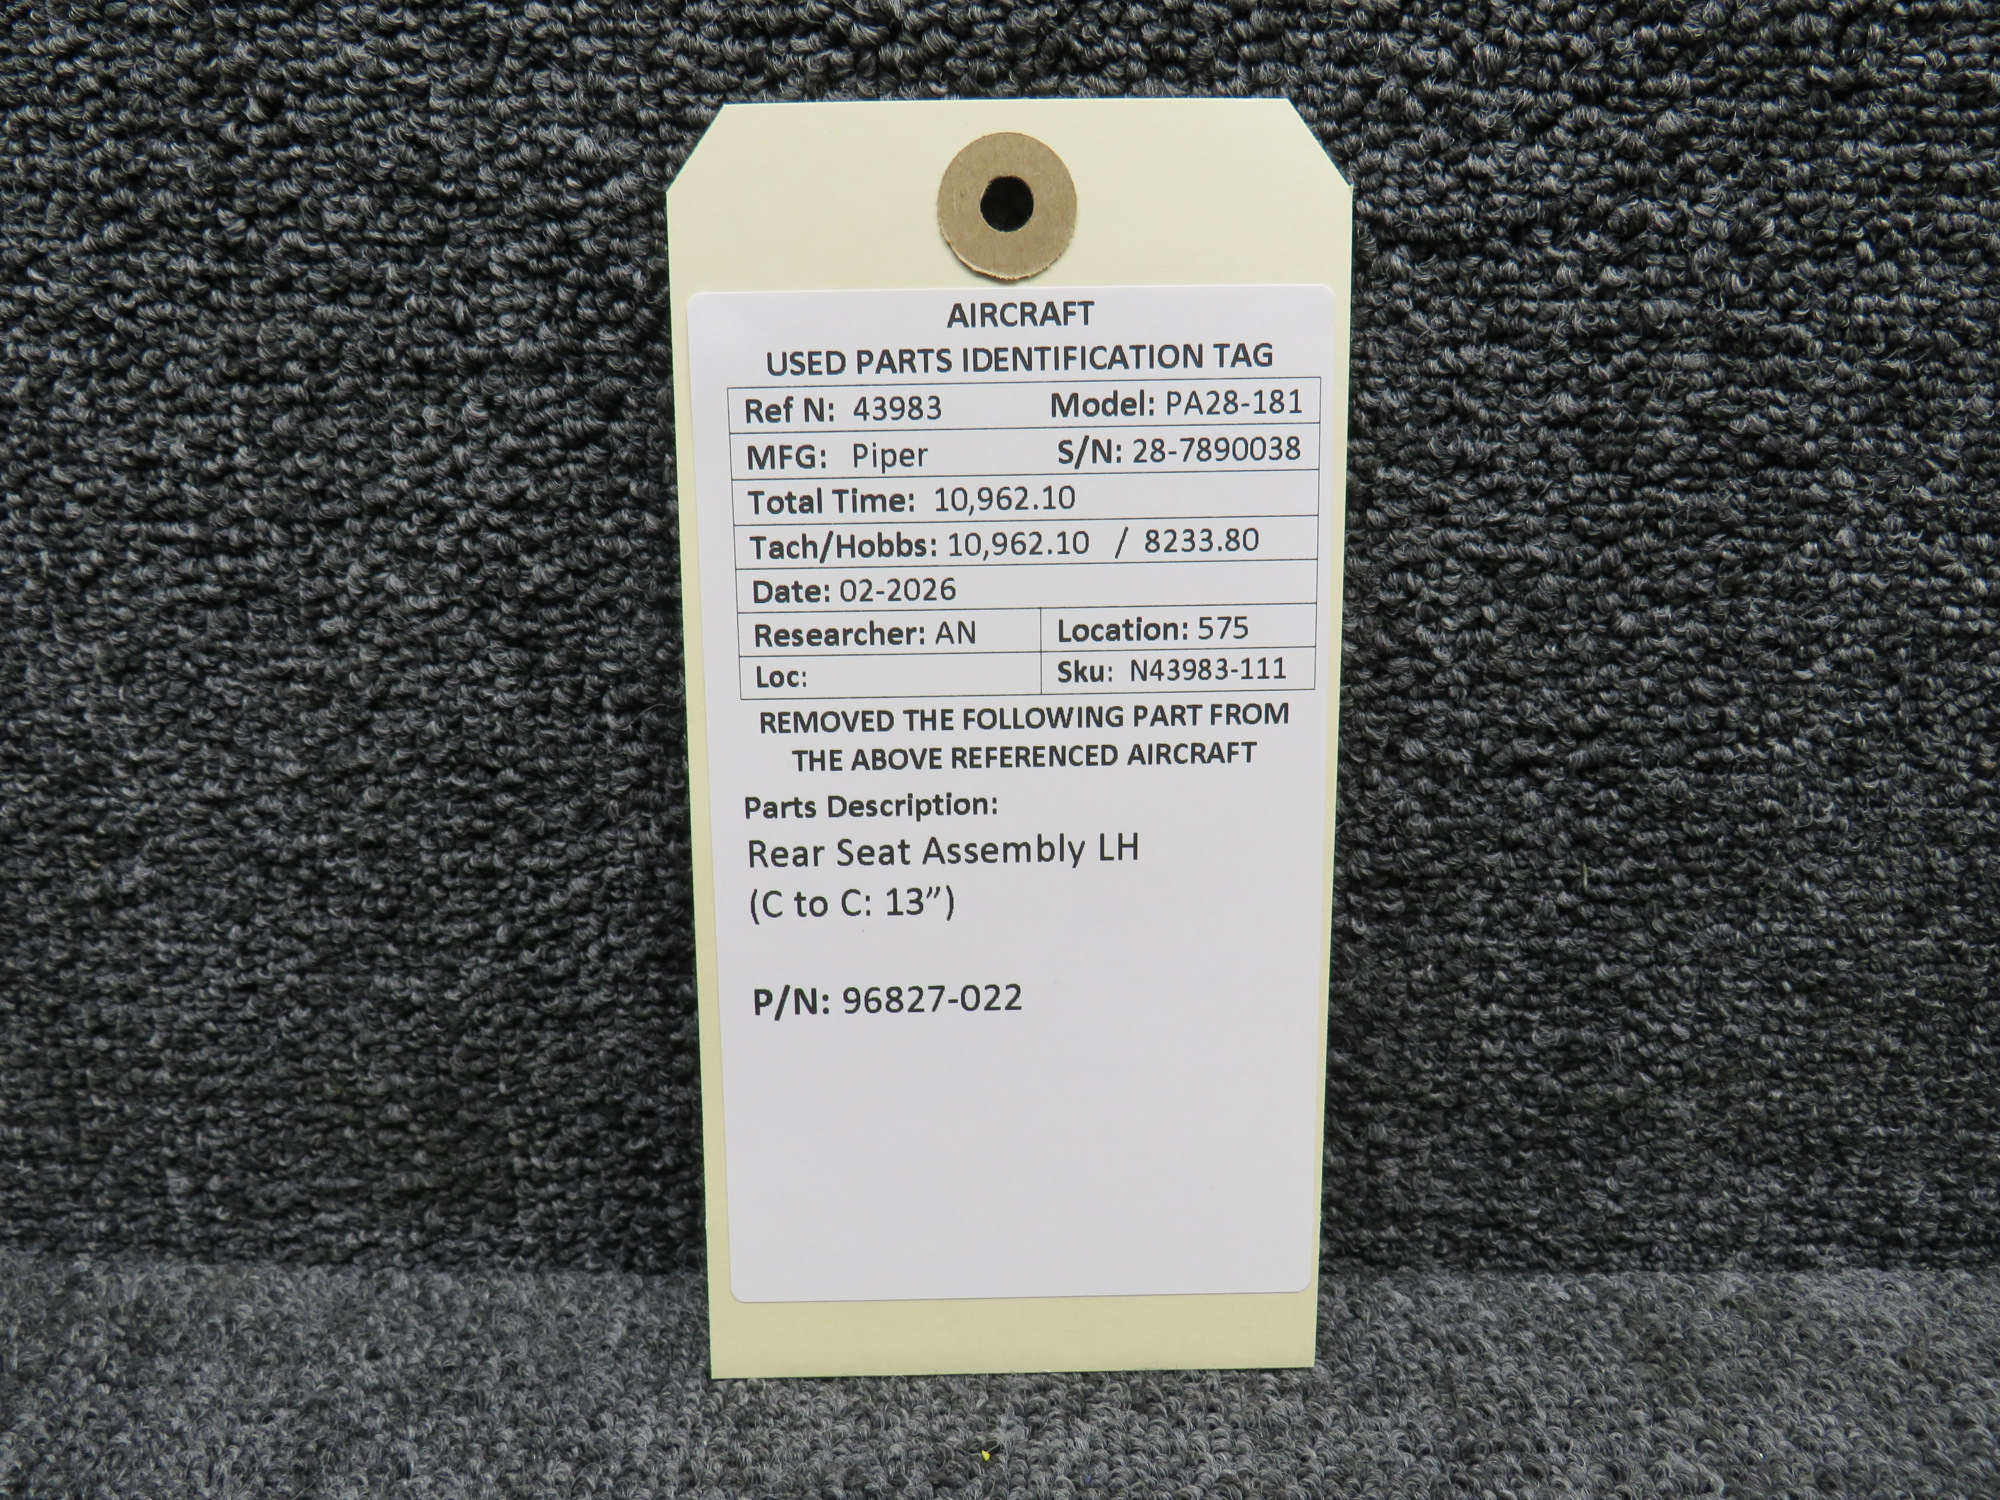 AIRCRAFT
USED PARTS IDENTIFICATION TAG
Ref N: 43983 Model: PA28-181
MFG: Piper S/N: 28-7890038
Total Time: 10,962.10
Tach/Hobbs: 10,962.10 / 8233.80
Date: 02-2026
Researcher: AN Location: 575
Loc: Sku: N43983-111
REMOVED THE FOLLOWING PART FROM
THE ABOVE REFERENCED AIRCRAFT
Parts Description:
Rear Seat Assembly LH
(C to C: 13”)
P/N: 96827-022